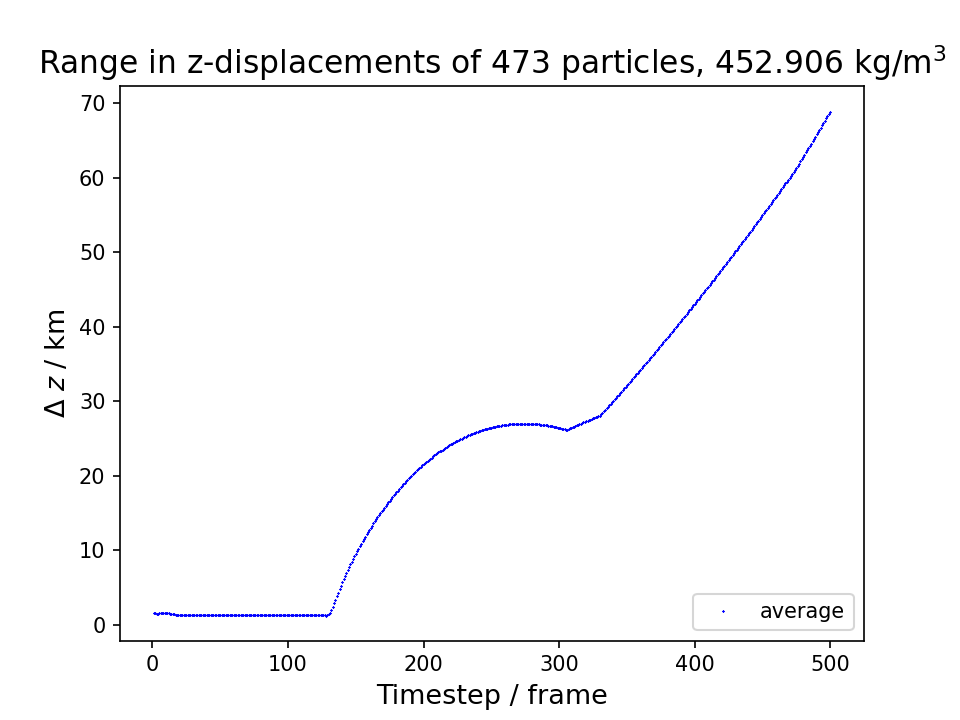 Range in z-displacements of 473 particles, 452.906 kg/m³
70
60
50
40
30
20
10
0
Δ z / km
average
0 100 200 300 400 500
Timestep / frame